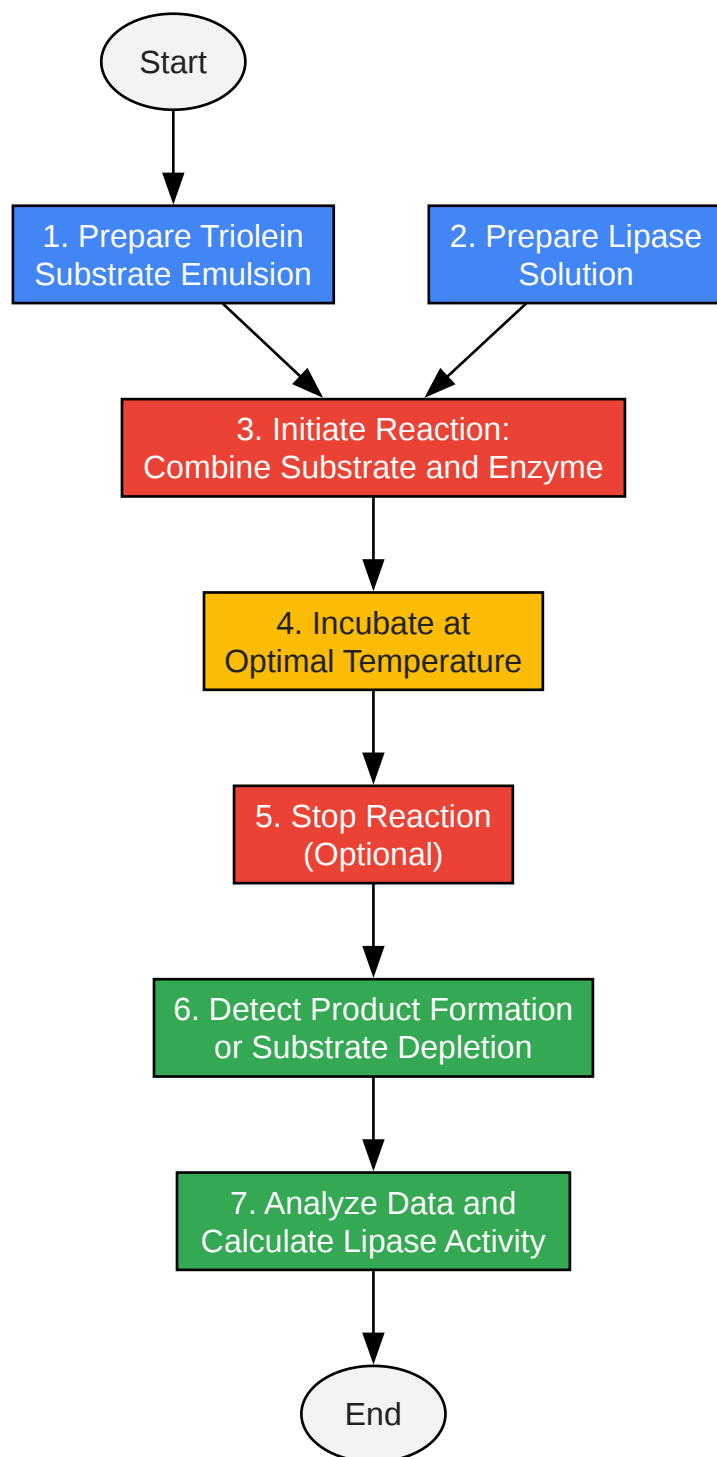 Start
1. Prepare Triolein
Substrate Emulsion
2. Prepare Lipase
Solution
3. Initiate Reaction:
Combine Substrate and Enzyme
4. Incubate at
Optimal Temperature
5. Stop Reaction
(Optional)
6. Detect Product Formation
or Substrate Depletion
7. Analyze Data and
Calculate Lipase Activity
End